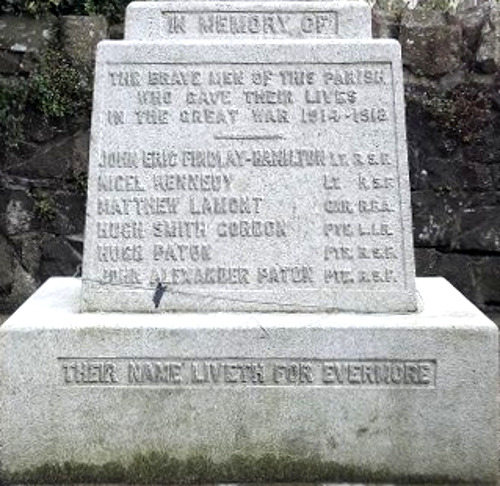 IN MEMORY OF
THE BRAVE MEN OF THIS PARISH
WHO GAVE THEIR LIVES
IN THE GREAT WAR 1914-1918
JOHN ERIC FINDLAY-HAMILTON LT. R.S.F.
NIGEL KENNEDY LT. R.S.F.
MATTHEW LAMONT GNR. R.F.A.
HUGH SMITH GORDON PTE.
HUGH PATON PTE. R.S.F.
JOHN ALEXANDER PATON PTE. R.S.F.
THEIR NAME LIVETH FOR EVERMORE